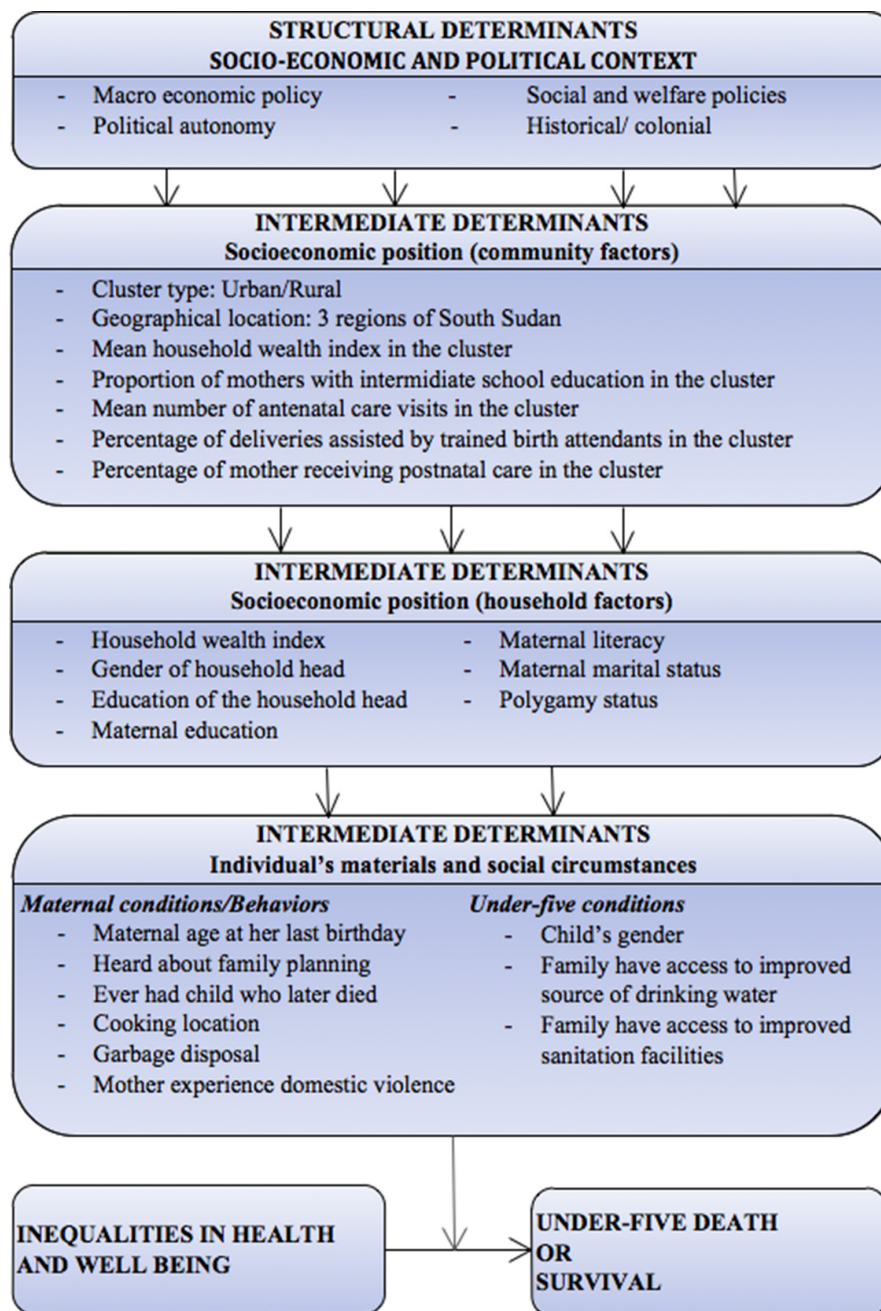 STRUCTURAL DETERMINANTS
SOCIO-ECONOMIC AND POLITICAL CONTEXT
- Macro economic policy
- Political autonomy
- Social and welfare policies
- Historical/ colonial
INTERMEDIATE DETERMINANTS
Socioeconomic position (community factors)
- Cluster type: Urban/Rural
- Geographical location: 3 regions of South Sudan
- Mean household wealth index in the cluster
- Proportion of mothers with intermidiate school education in the cluster
- Mean number of antenatal care visits in the cluster
- Percentage of deliveries assisted by trained birth attendants in the cluster
- Percentage of mother receiving postnatal care in the cluster
INTERMEDIATE DETERMINANTS
Socioeconomic position (household factors)
- Household wealth index
- Gender of household head
- Education of the household head
- Maternal education
- Maternal literacy
- Maternal marital status
- Polygamy status
INTERMEDIATE DETERMINANTS
Individual's materials and social circumstances
Maternal conditions/Behaviors
- Maternal age at her last birthday
- Heard about family planning
- Ever had child who later died
- Cooking location
- Garbage disposal
- Mother experience domestic violence
Under-five conditions
- Child's gender
- Family have access to improved
source of drinking water
- Family have access to improved
sanitation facilities
INEQUALITIES IN HEALTH
AND WELL BEING
UNDER-FIVE DEATH
OR
SURVIVAL